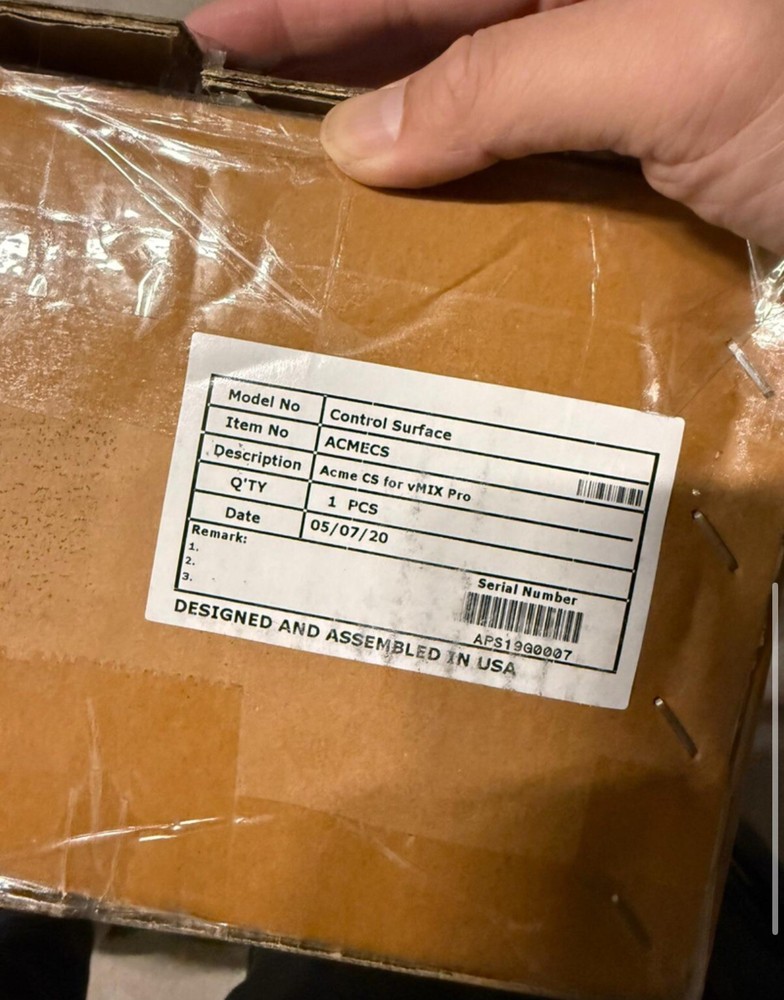 Model No Control Surface
Item No ACMECS
Description Acme CS for vMIX Pro
Q'TY 1 PCS
Date 05/07/20
Remark:
1.
2.
3.
Serial Number
APS19G0007
DESIGNED AND ASSEMBLED IN USA